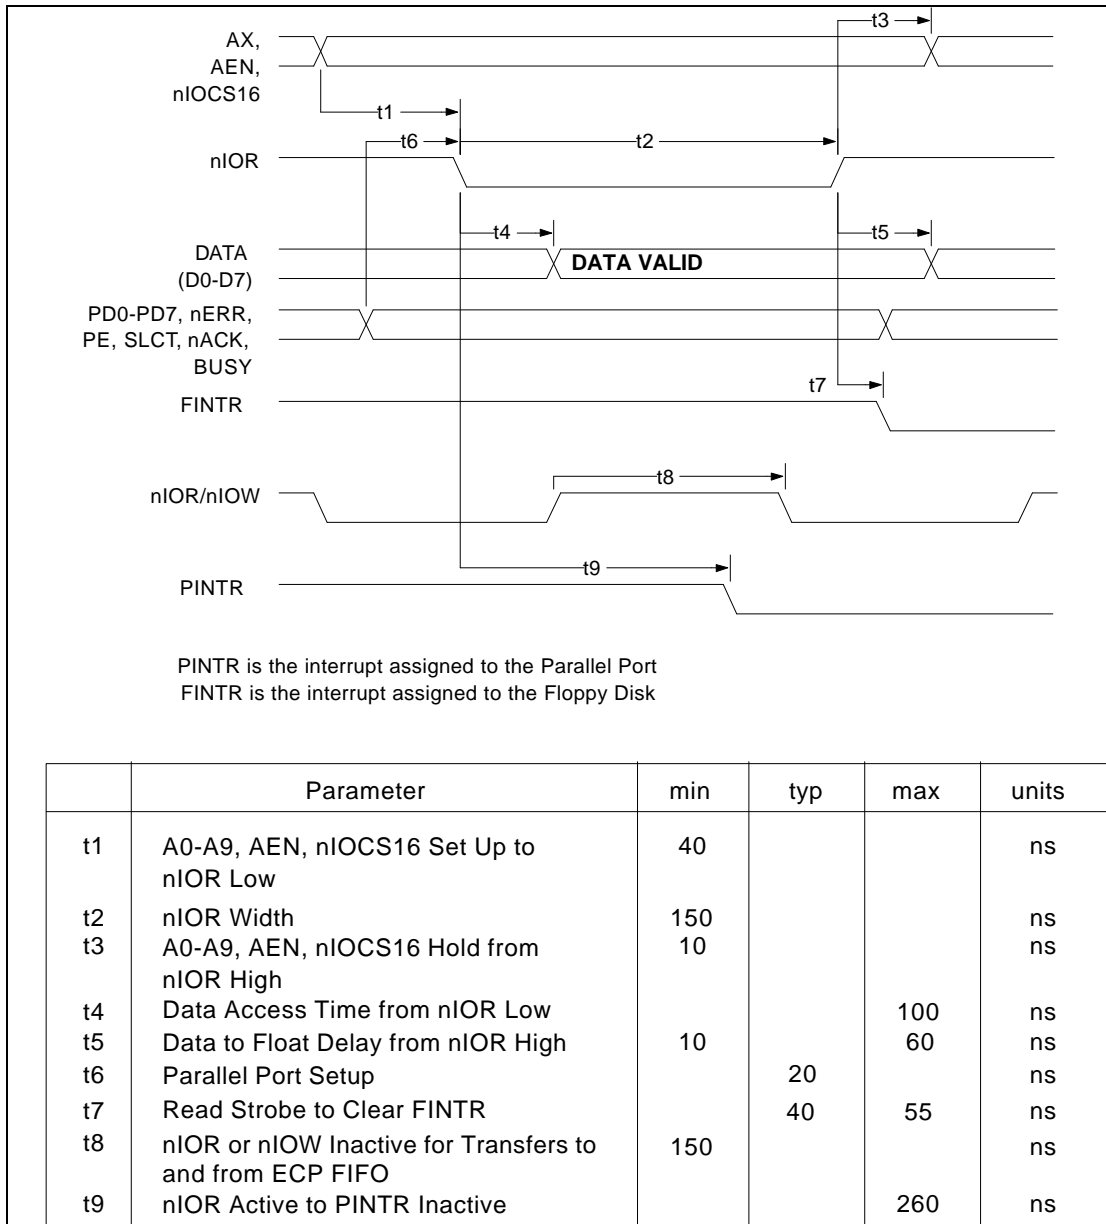 t3
AX,
AEN,
nIOCS16
t1
t6
t2
nIOR
t4
t5
DATA
(D0-D7)
DATA VALID
PD0-PD7, nERR,
PE, SLCT, nACK,
BUSY
t7
FINTR
t8
nIOR/nIOW
t9
PINTR
PINTR is the interrupt assigned to the Parallel Port
FINTR is the interrupt assigned to the Floppy Disk
Parameter min typ max units
t1 A0-A9, AEN, nIOCS16 Set Up to 40 ns
nIOR Low
t2 nIOR Width 150 ns
t3 A0-A9, AEN, nIOCS16 Hold from 10 ns
nIOR High
t4 Data Access Time from nIOR Low 100 ns
t5 Data to Float Delay from nIOR High 10 60 ns
t6 Parallel Port Setup 20 ns
t7 Read Strobe to Clear FINTR 40 55 ns
t8 nIOR or nIOW Inactive for Transfers to 150 ns
and from ECP FIFO
t9 nIOR Active to PINTR Inactive 260 ns